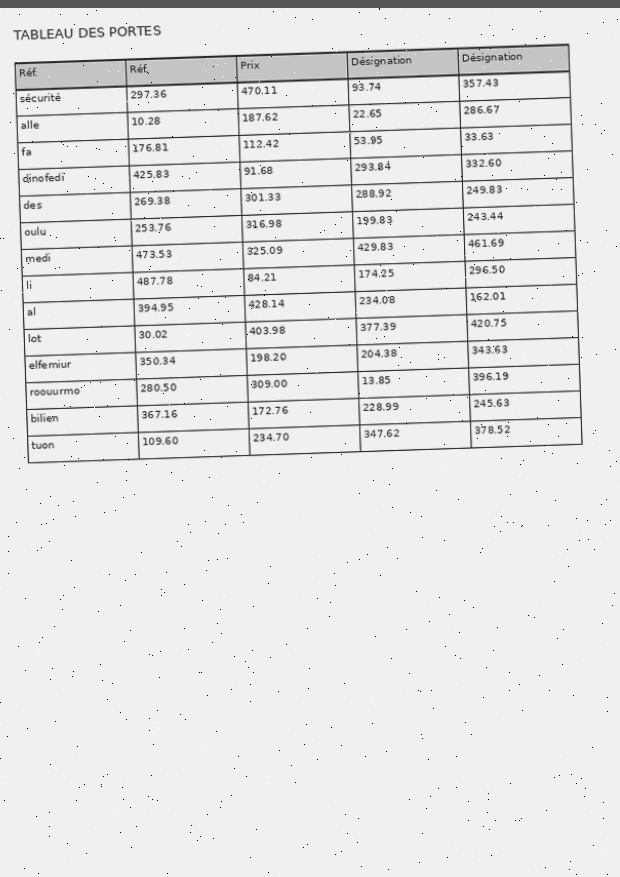 TABLEAU DES PORTES
Réf. Réf. Prix Désignation Désignation
sécurité 297.36 470.11 93.74 357.43
alle 10.28 187.62 22.65 286.67
fa 176.81 112.42 53.95 33.63
dinofedi 425.83 91.68 293.84 332.60
des 269.38 301.33 288.92 249.83
oulu 253.76 316.98 199.83 243.44
medi 473.53 325.09 429.83 461.69
li 487.78 84.21 174.25 296.50
al 394.95 428.14 234.08 162.01
lot 30.02 403.98 377.39 420.75
elfemiur 350.34 198.20 204.38 343.63
roouurmo 280.50 309.00 13.85 396.19
bilien 367.16 172.76 228.99 245.63
tuon 109.60 234.70 347.62 378.52